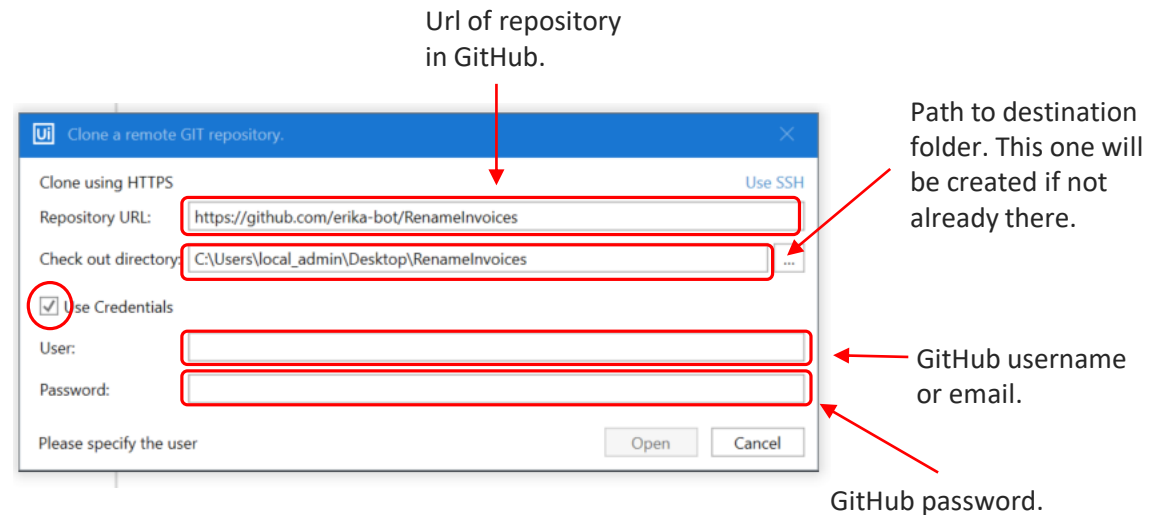 Url of repository
in GitHub.
Path to destination
folder. This one will
be created if not
already there.
Ui Clone a remote GIT repository.
Clone using HTTPS Use SSH
Repository URL: https://github.com/erika-bot/RenameInvoices
Check out directory: C:\Users\local_admin\Desktop\RenameInvoices ...
Use Credentials
User:
Password:
GitHub username
or email.
Please specify the user Open Cancel
GitHub password.